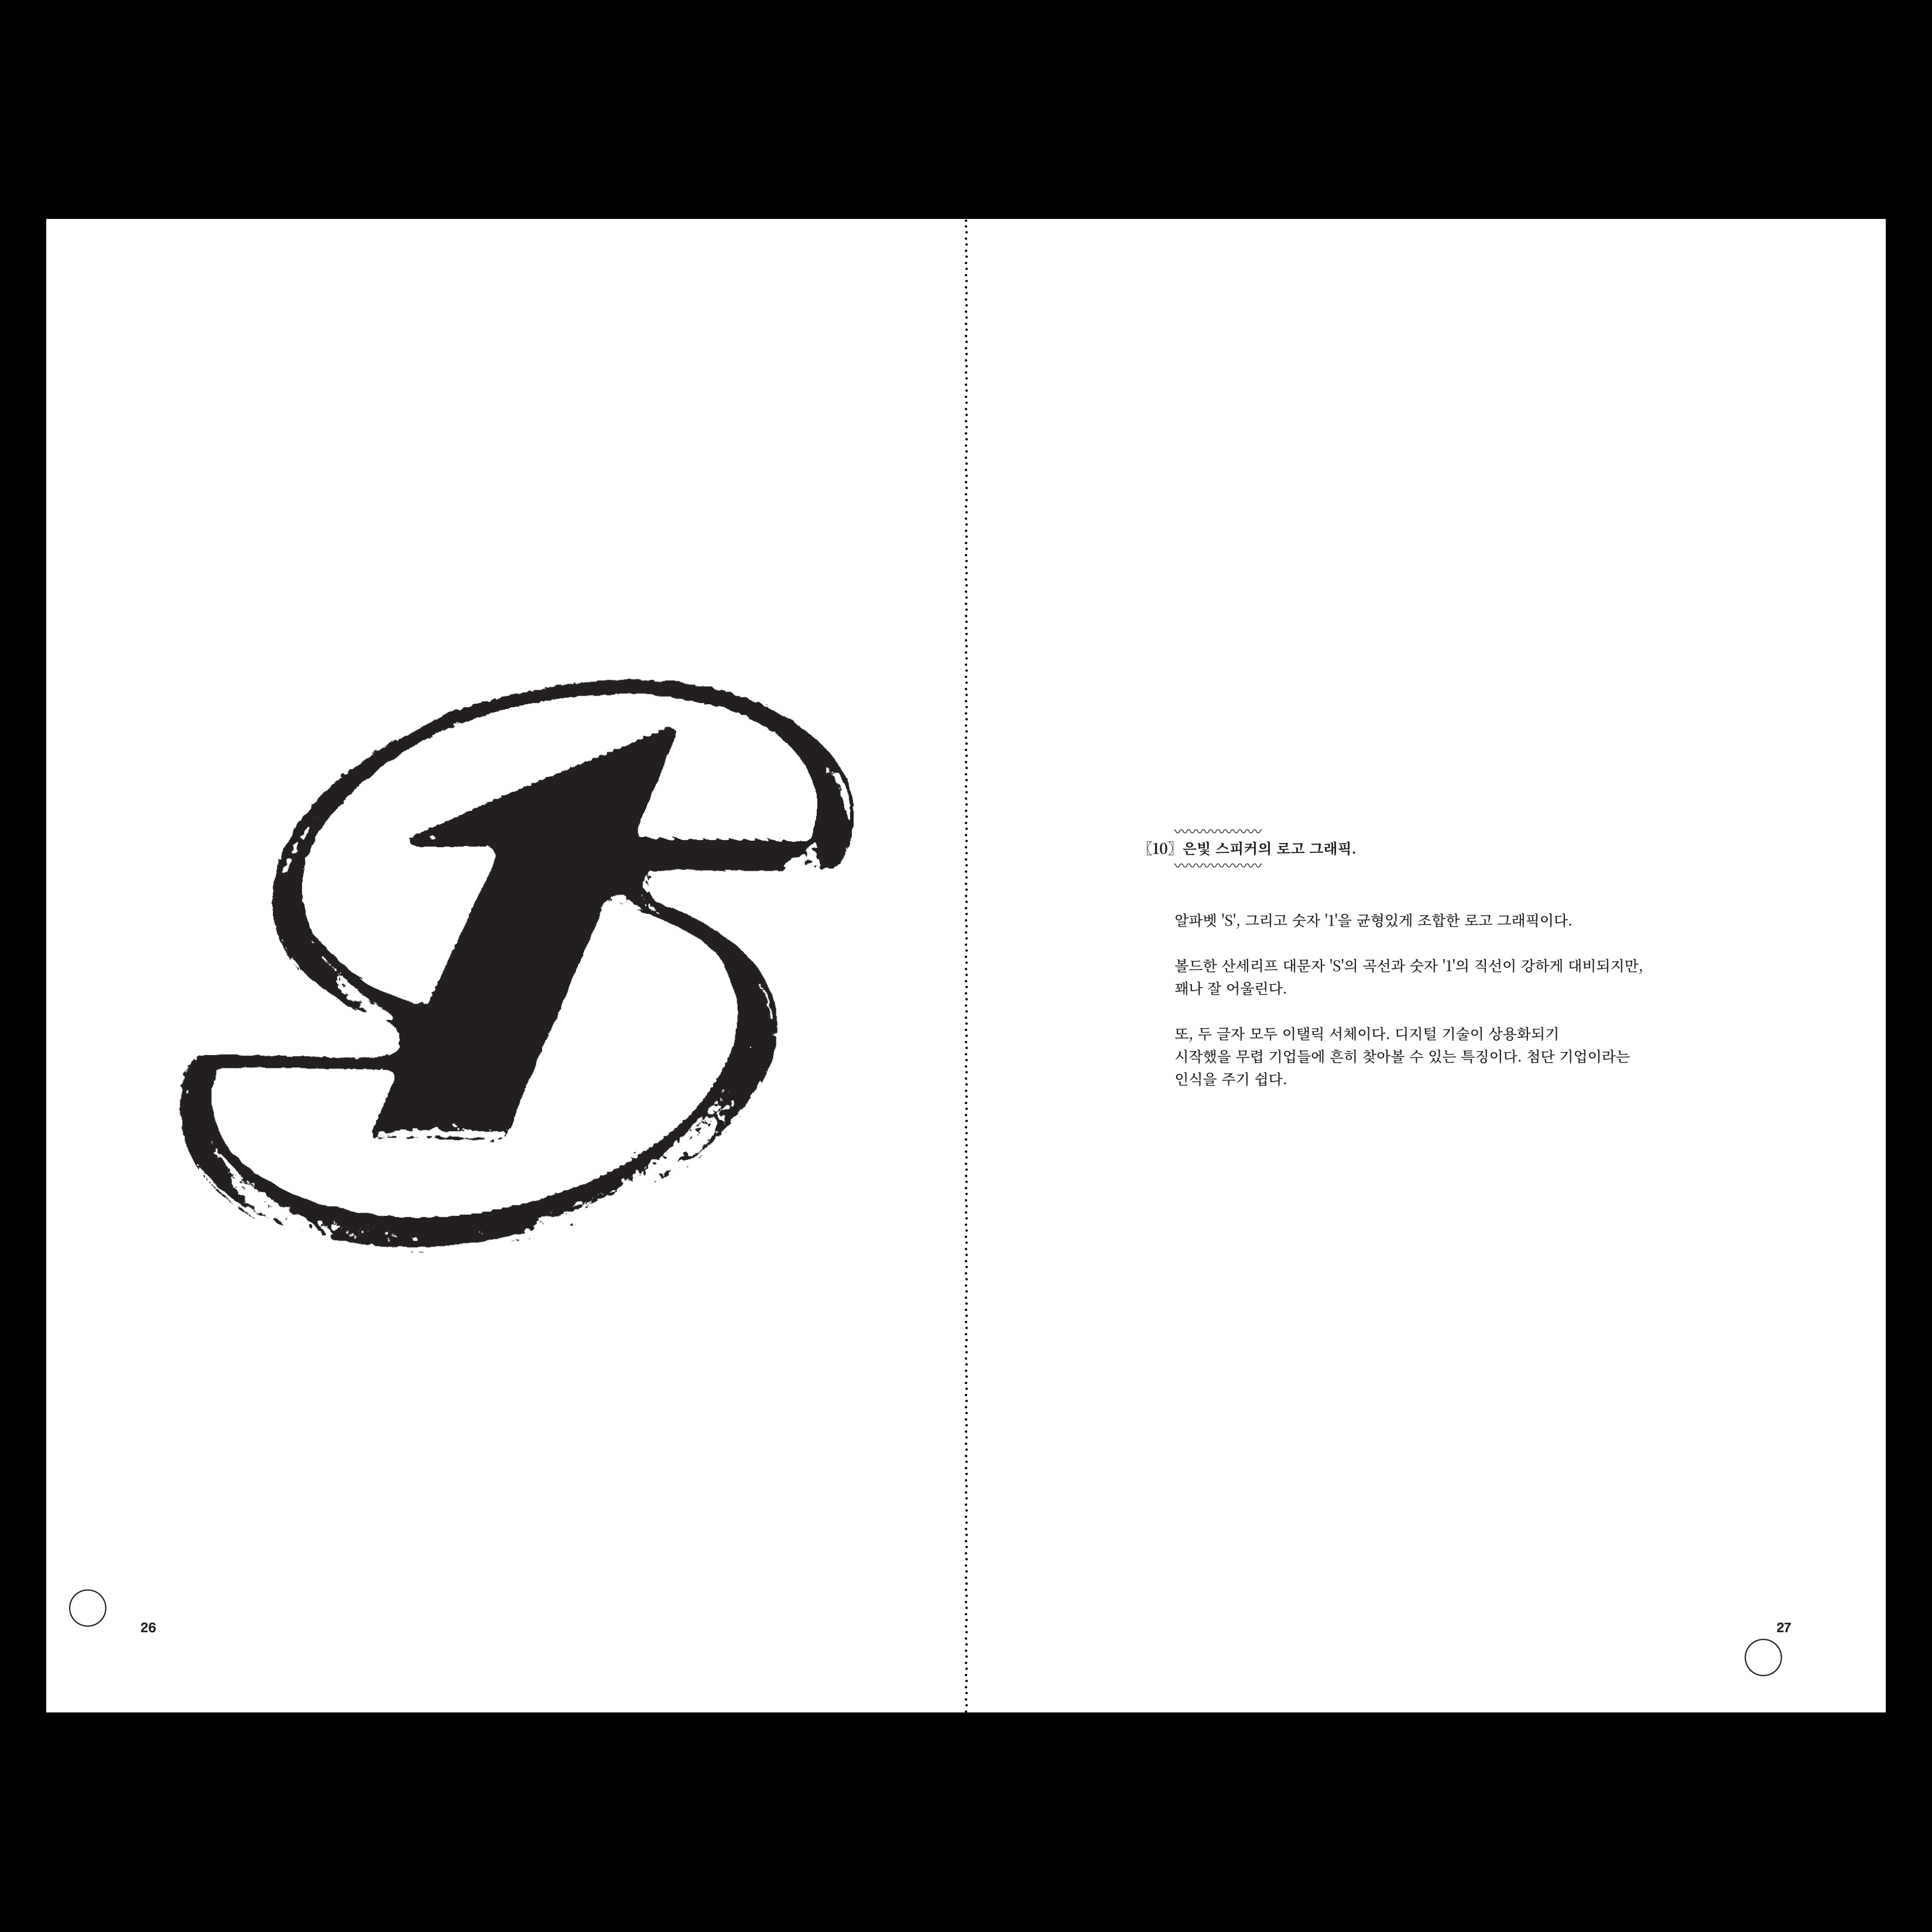 S1
〖10〗 은빛 스피커의 로고 그래픽.
알파벳 'S', 그리고 숫자 '1'을 균형있게 조합한 로고 그래픽이다.
볼드한 산세리프 대문자 'S'의 곡선과 숫자 '1'의 직선이 강하게 대비되지만,
꽤나 잘 어울린다.
또, 두 글자 모두 이탤릭 서체이다. 디지털 기술이 상용화되기
시작했을 무렵 기업들에 흔히 찾아볼 수 있는 특징이다. 첨단 기업이라는
인식을 주기 쉽다.
26
27